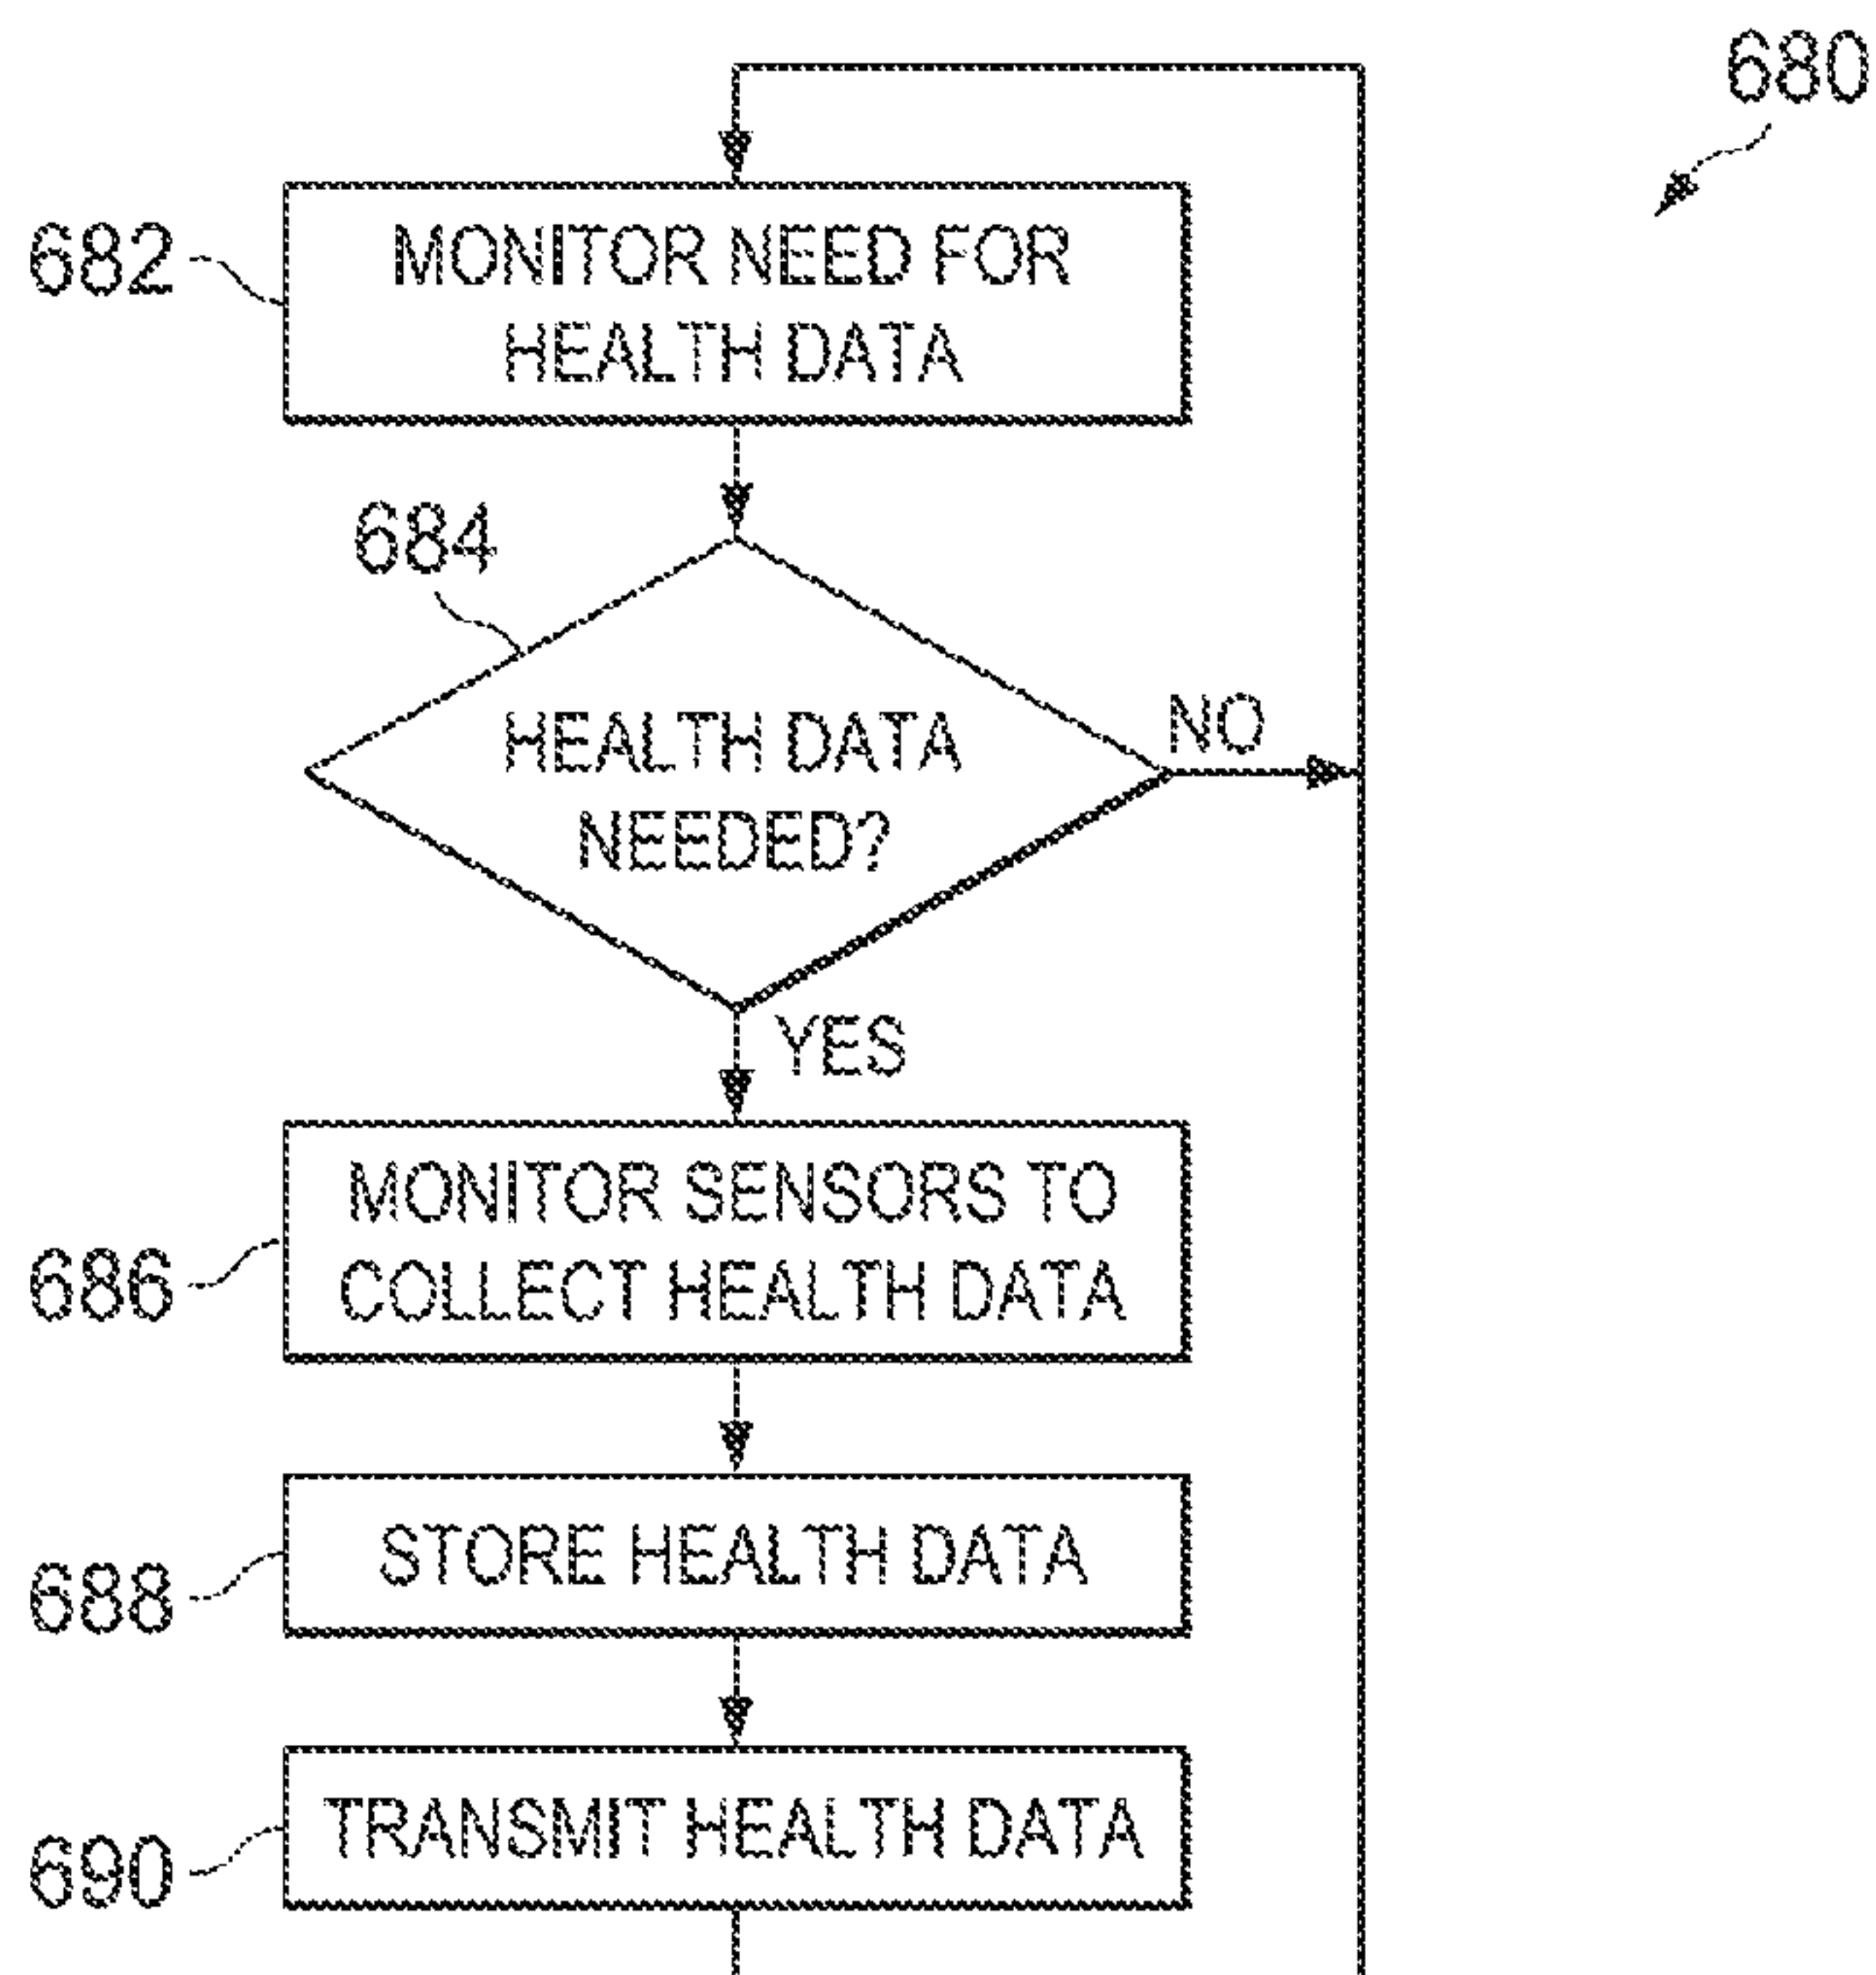 680
682
MONITOR NEED FOR
HEALTH DATA
684
HEALTH DATA
NEEDED?
NO
YES
686
MONITOR SENSORS TO
COLLECT HEALTH DATA
688
STORE HEALTH DATA
690
TRANSMIT HEALTH DATA